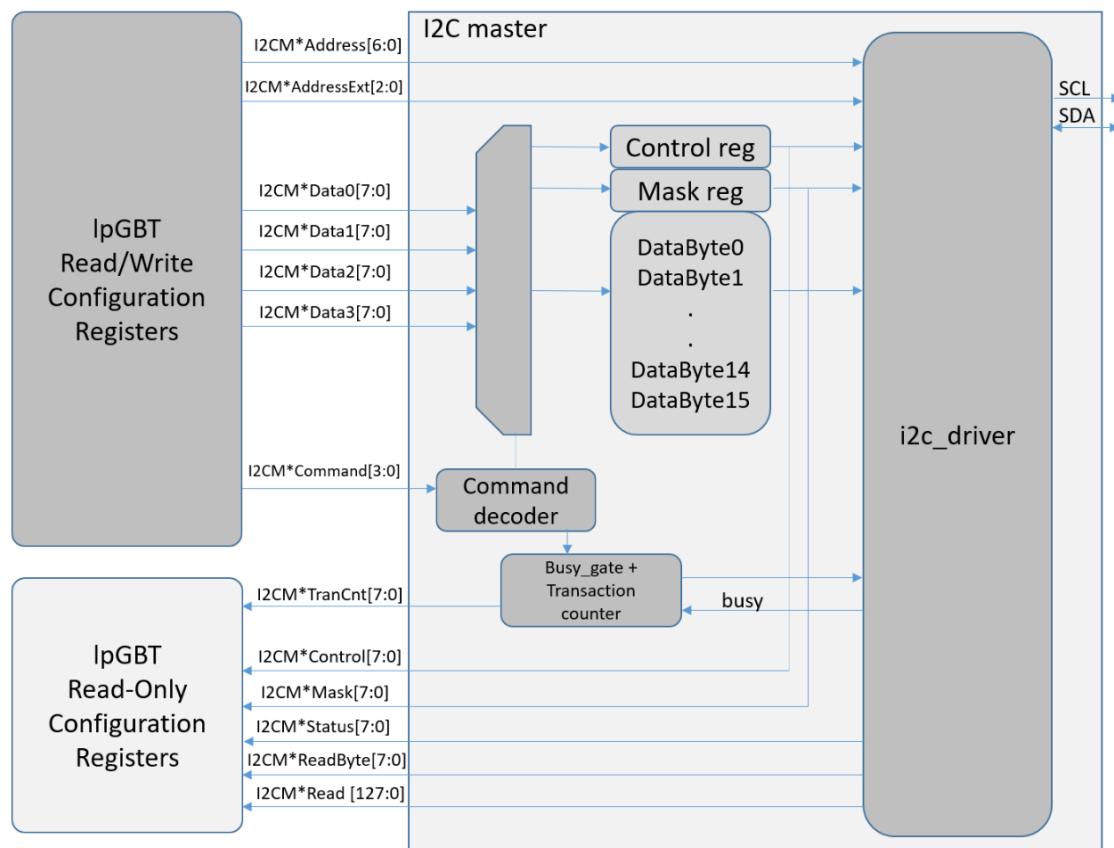 I2C master
I2CM*Address[6:0]
I2CM*AddressExt[2:0]
SCL
SDA
Control reg
Mask reg
I2CM*Data0[7:0]
I2CM*Data1[7:0]
I2CM*Data2[7:0]
I2CM*Data3[7:0]
lpGBT
Read/Write
Configuration
Registers
DataByte0
DataByte1
.
.
DataByte14
DataByte15
i2c_driver
I2CM*Command[3:0]
Command
decoder
Busy_gate +
Transaction
counter
busy
I2CM*TranCnt[7:0]
I2CM*Control[7:0]
I2CM*Mask[7:0]
I2CM*Status[7:0]
I2CM*ReadByte[7:0]
I2CM*Read [127:0]
lpGBT
Read-Only
Configuration
Registers